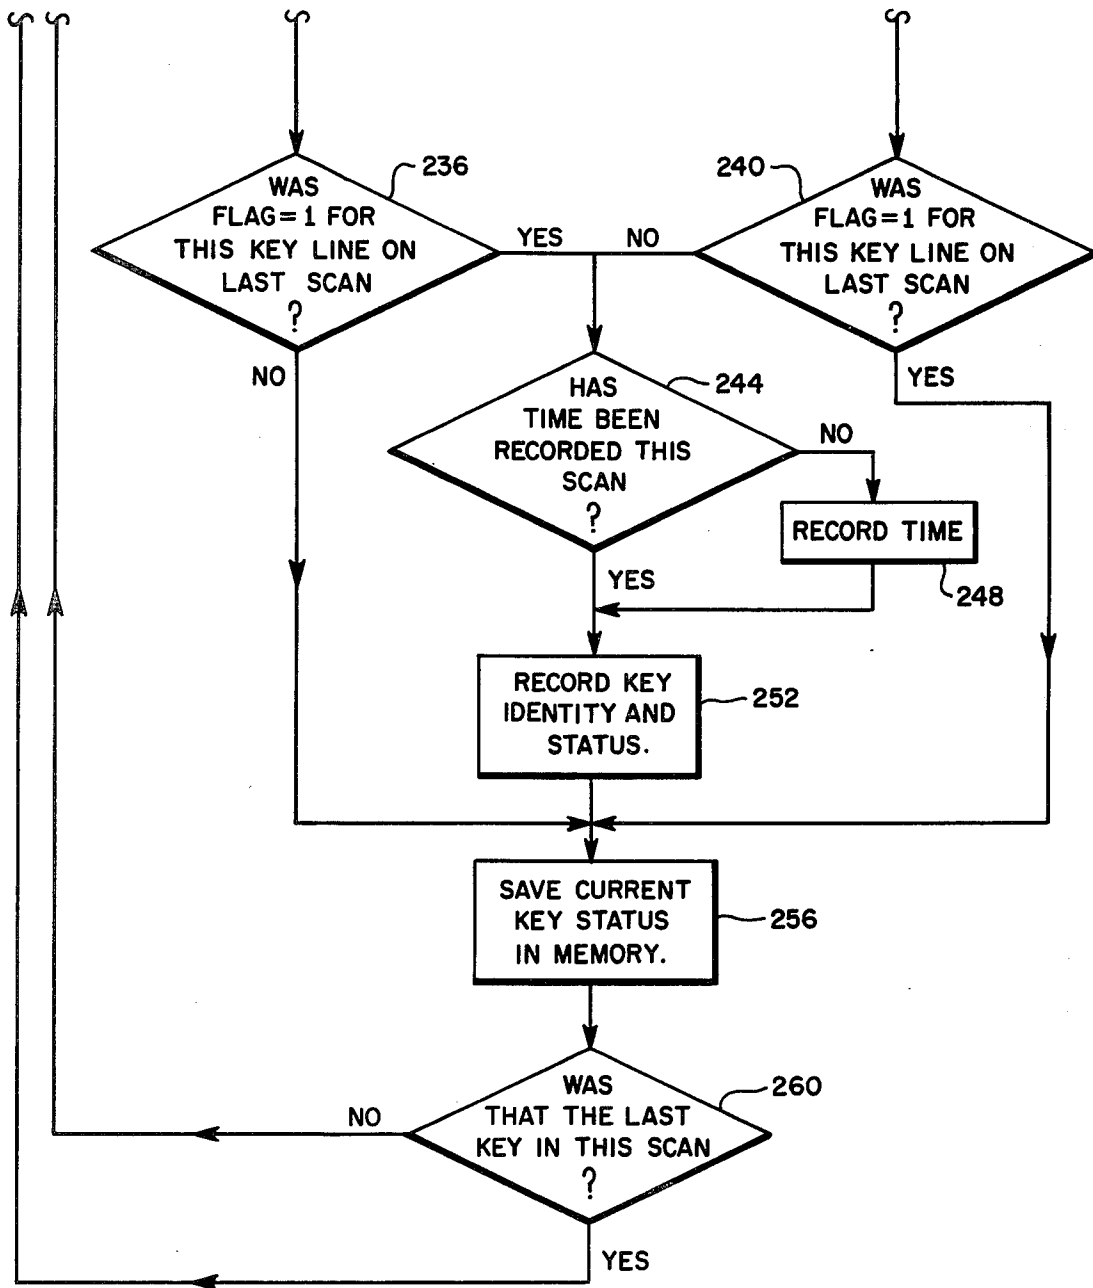 WAS
FLAG=1 FOR
THIS KEY LINE ON
LAST SCAN
?
236
240
WAS
FLAG=1 FOR
THIS KEY LINE ON
LAST SCAN
?
YES
NO
NO
YES
HAS
TIME BEEN
RECORDED THIS
SCAN
?
244
NO
RECORD TIME
248
YES
RECORD KEY
IDENTITY AND
STATUS.
252
SAVE CURRENT
KEY STATUS
IN MEMORY.
256
WAS
THAT THE LAST
KEY IN THIS SCAN
?
260
NO
YES